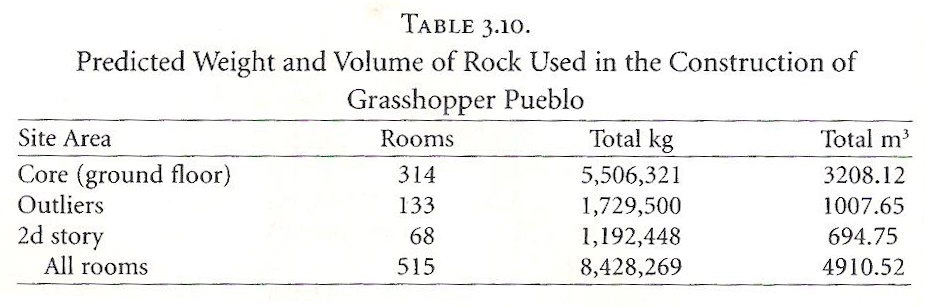 TABLE 3.10.
Predicted Weight and Volume of Rock Used in the Construction of
Grasshopper Pueblo
Site Area Rooms Total kg Total m³
Core (ground floor) 314 5,506,321 3208.12
Outliers 133 1,729,500 1007.65
2d story 68 1,192,448 694.75
All rooms 515 8,428,269 4910.52